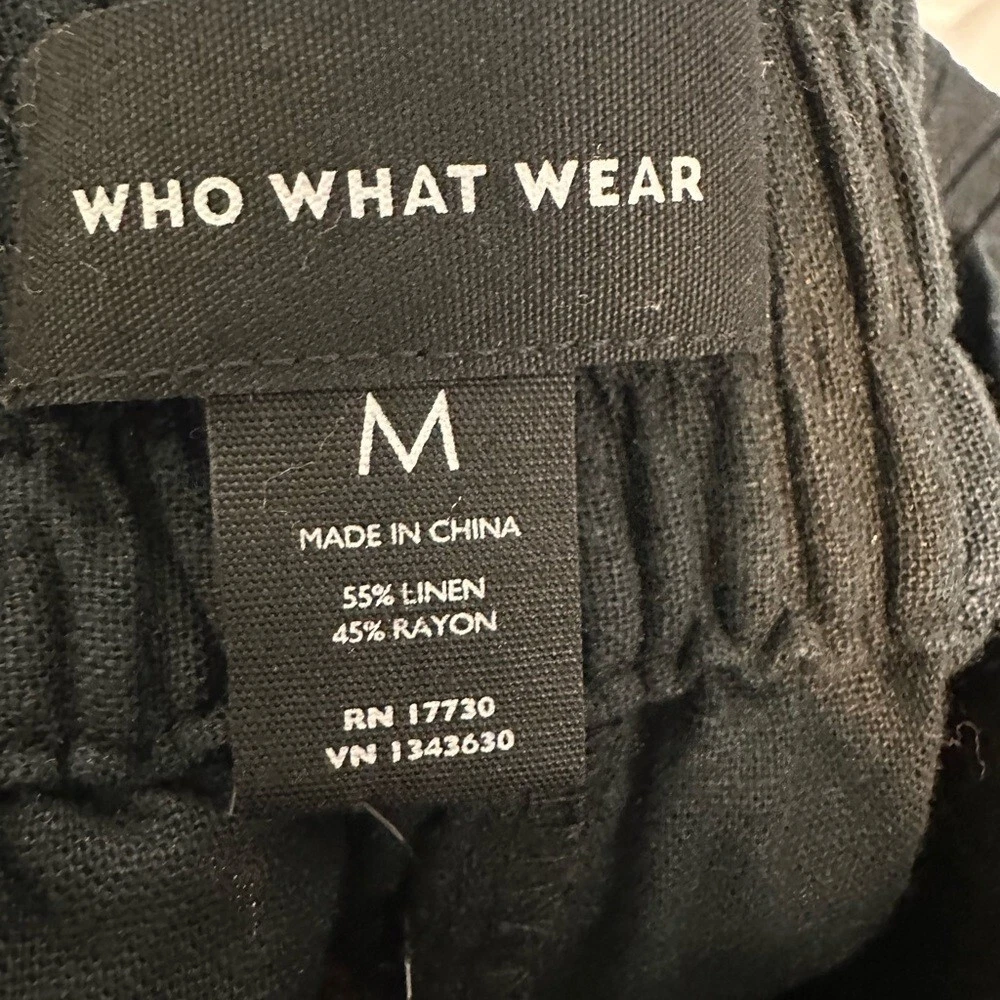 WHO WHAT WEAR
M
MADE IN CHINA
55% LINEN
45% RAYON
RN 17730
VN 1343630